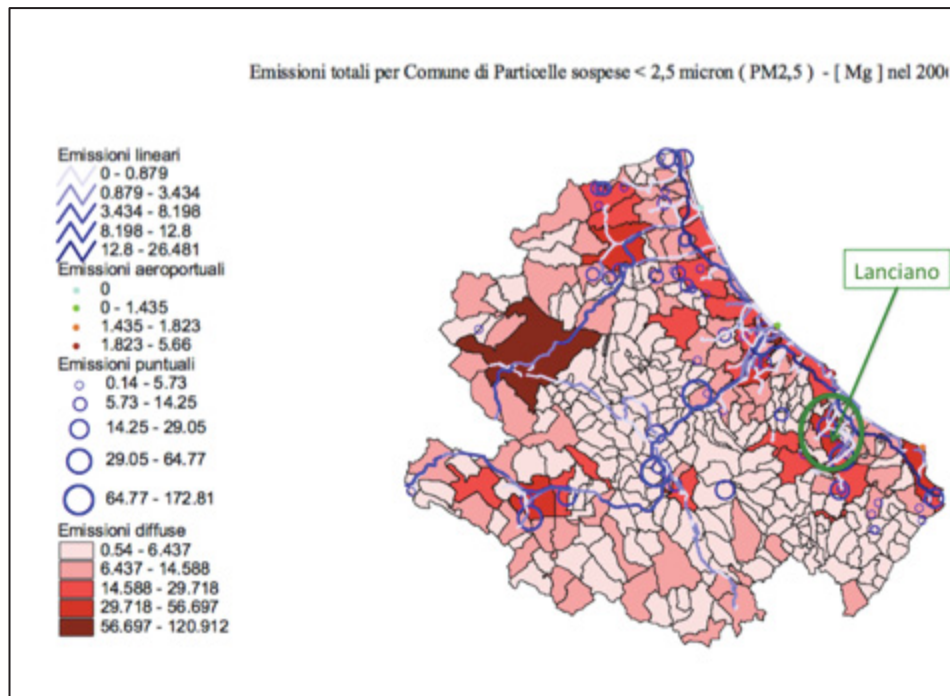 Emissioni totali per Comune di Particelle sospese < 2,5 micron ( PM2,5 ) - [ Mg ] nel
Emissioni lineari
0 - 0.879
0.879 - 3.434
3.434 - 8.198
8.198 - 12.8
12.8 - 26.481
Emissioni aeroportuali
0
0 - 1.435
1.435 - 1.823
1.823 - 5.66
Emissioni puntuali
0.14 - 5.73
5.73 - 14.25
14.25 - 29.05
29.05 - 64.77
64.77 - 172.81
Emissioni diffuse
0.54 - 6.437
6.437 - 14.588
14.588 - 29.718
29.718 - 56.697
56.697 - 120.912
Lanciano